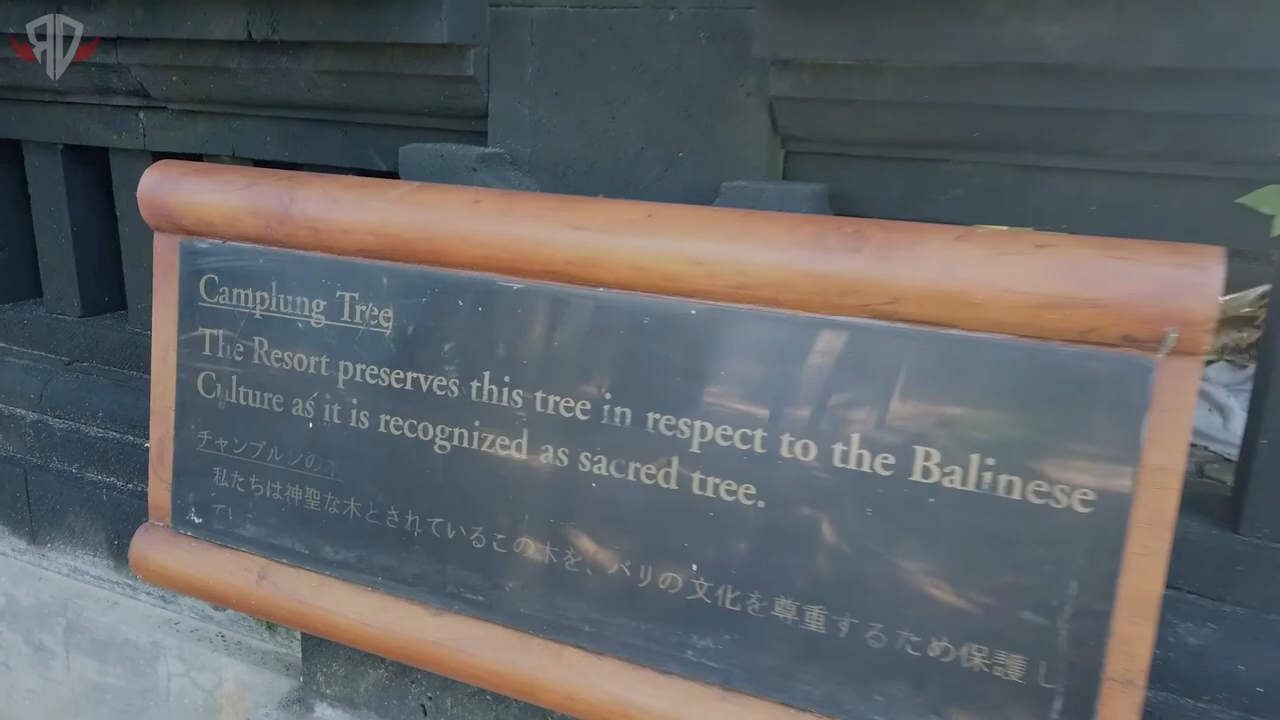 RD
Camplung Tree
The Resort preserves this tree in respect to the Balinese
Culture as it is recognized as sacred tree.
チャンプルンの木
私たちは神聖な木とされているこの木を、バリの文化を尊重するため保護し